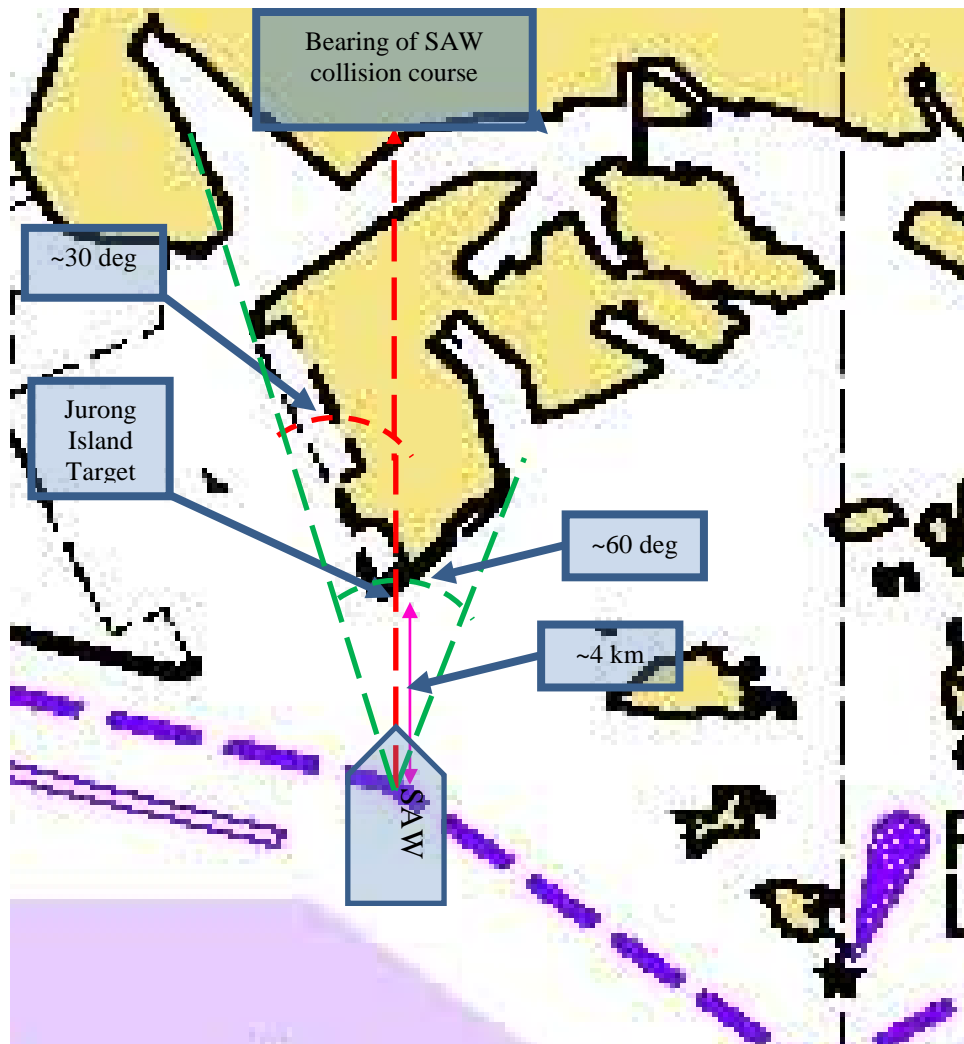 Bearing of SAW
collision course
~30 deg
Jurong
Island
Target
~60 deg
~4 km
SAW